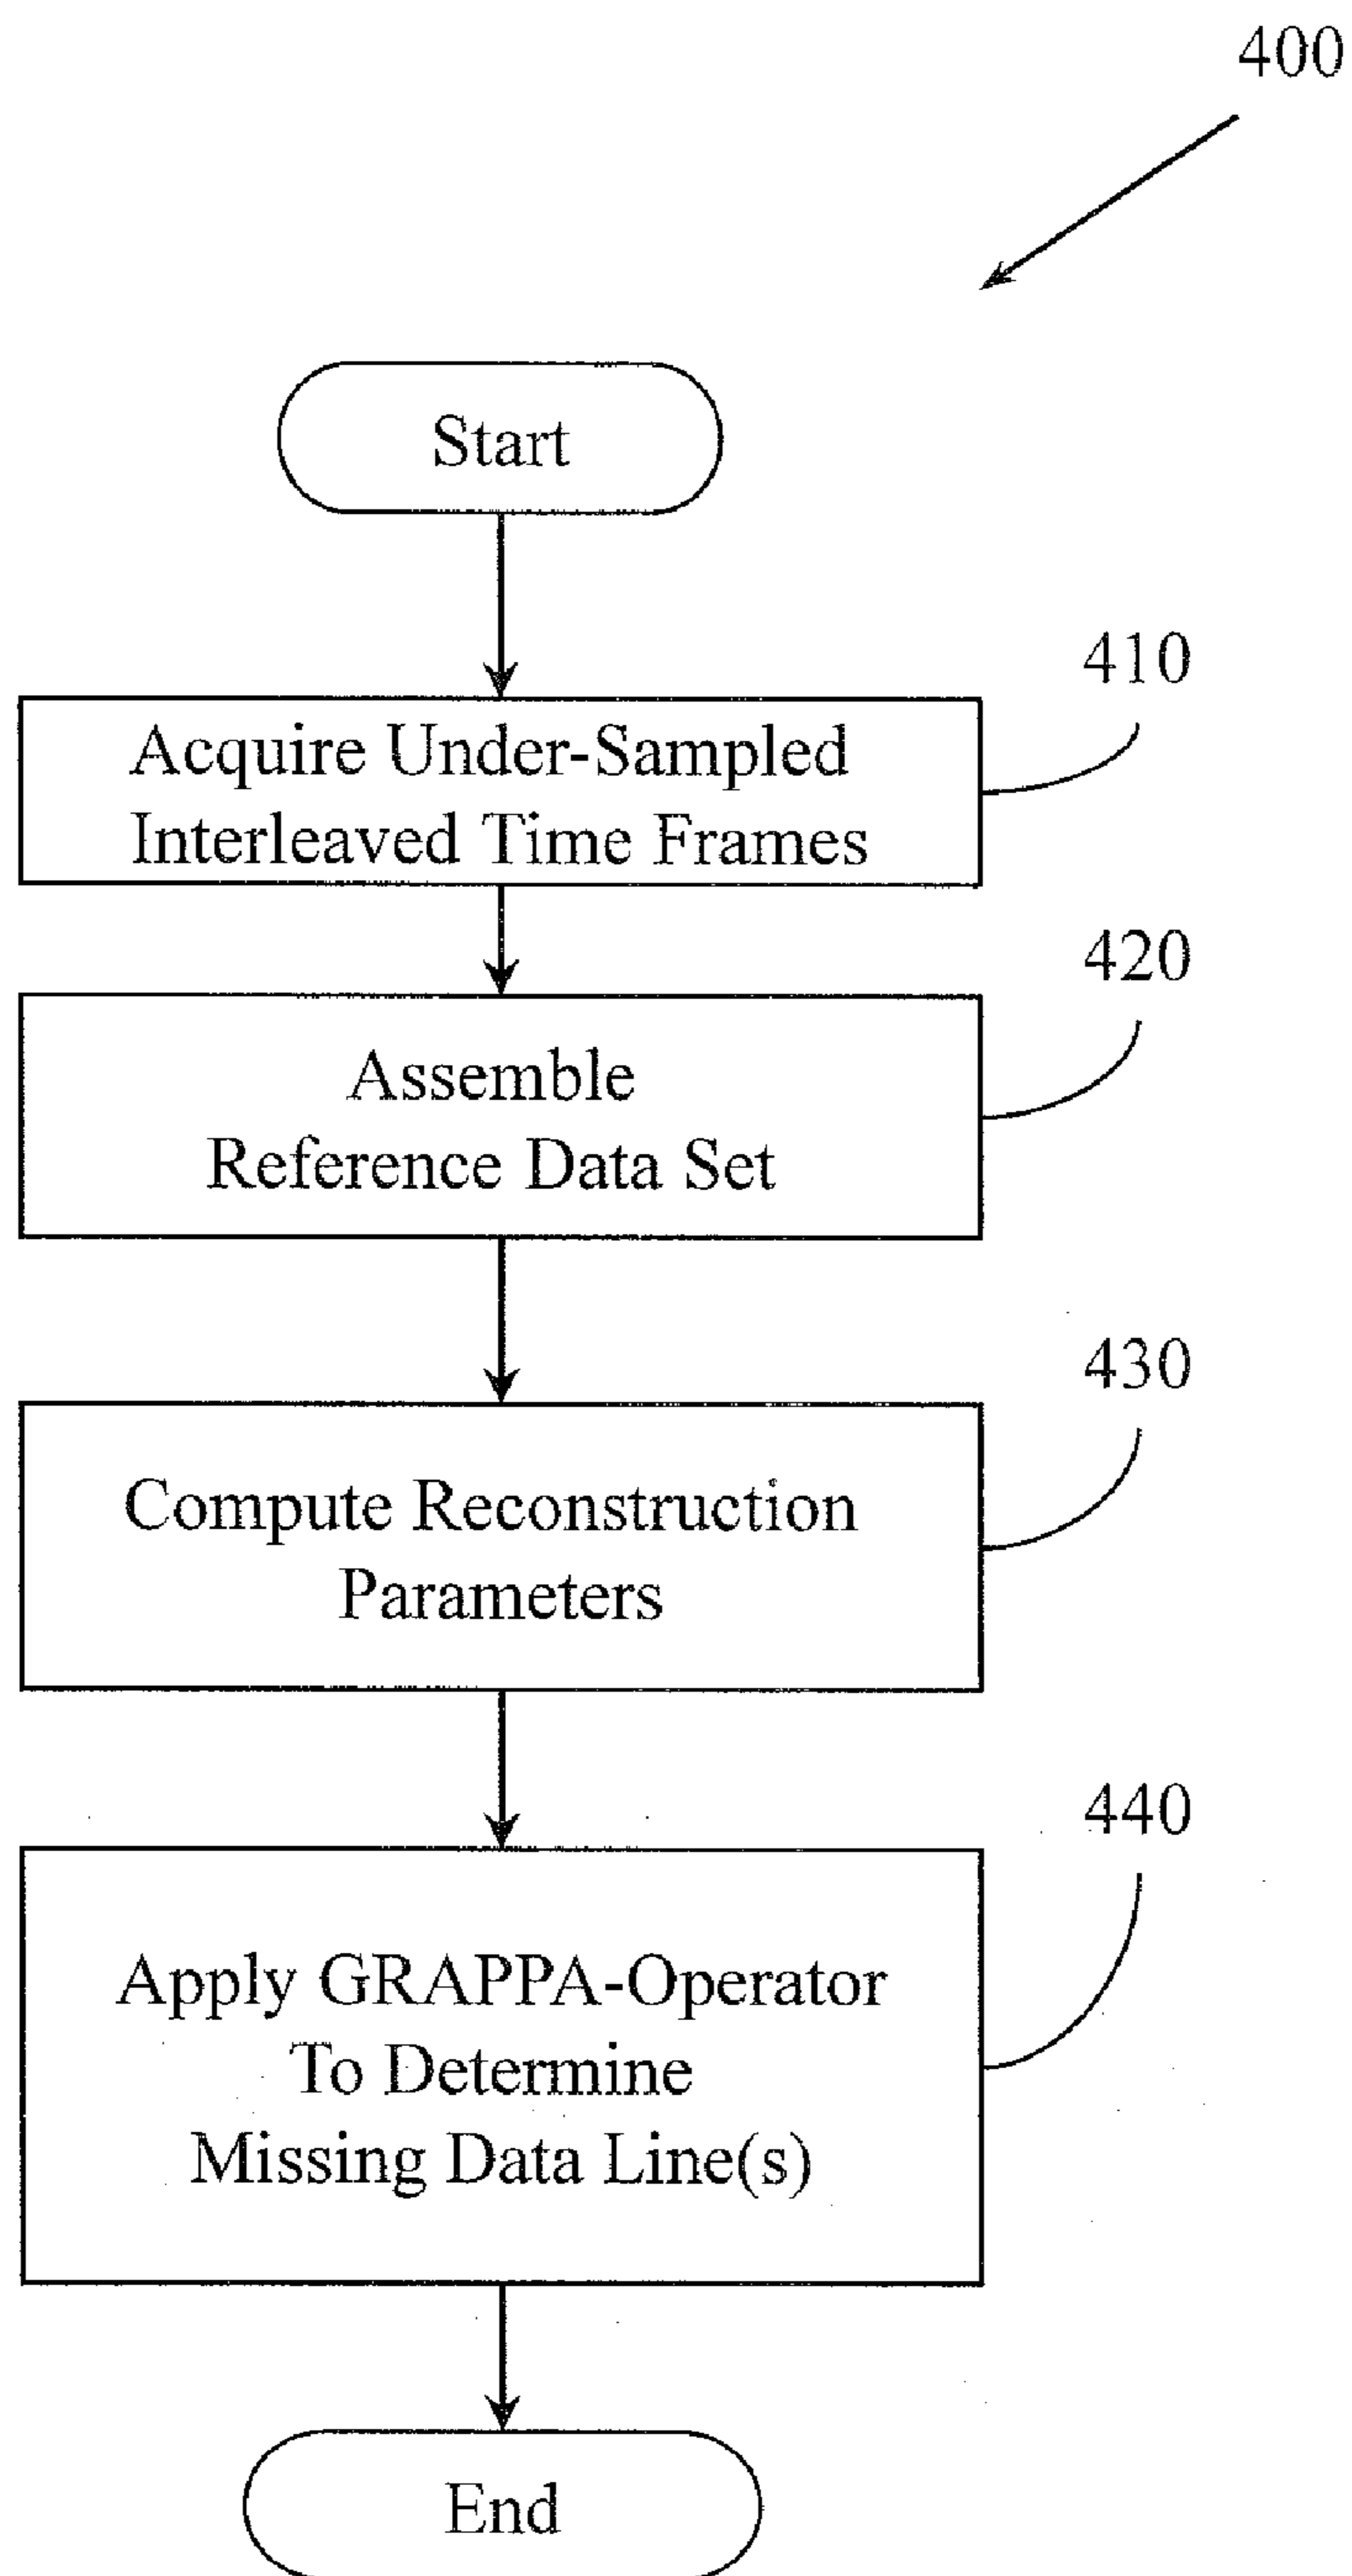 400
Start
410
Acquire Under-Sampled
Interleaved Time Frames
420
Assemble
Reference Data Set
430
Compute Reconstruction
Parameters
440
Apply GRAPPA-Operator
To Determine
Missing Data Line(s)
End